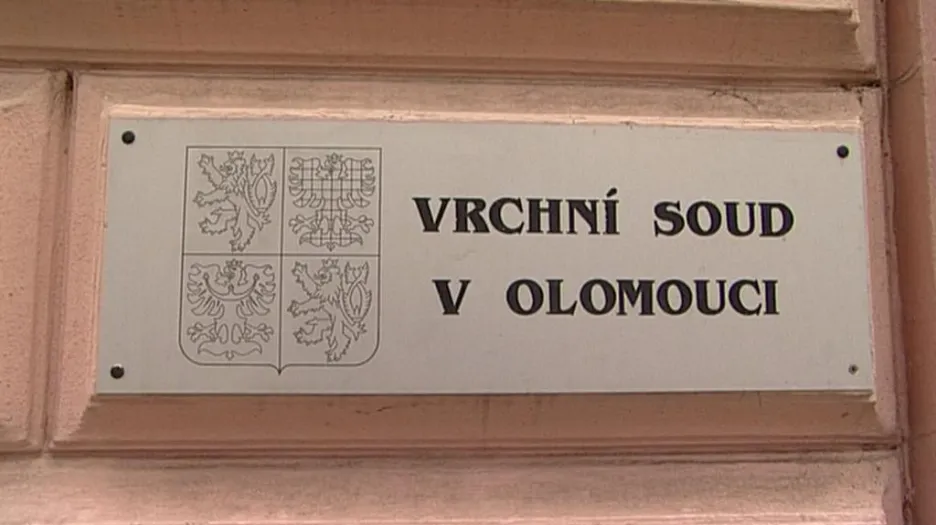 VRCHNÍ SOUD
V OLOMOUCI